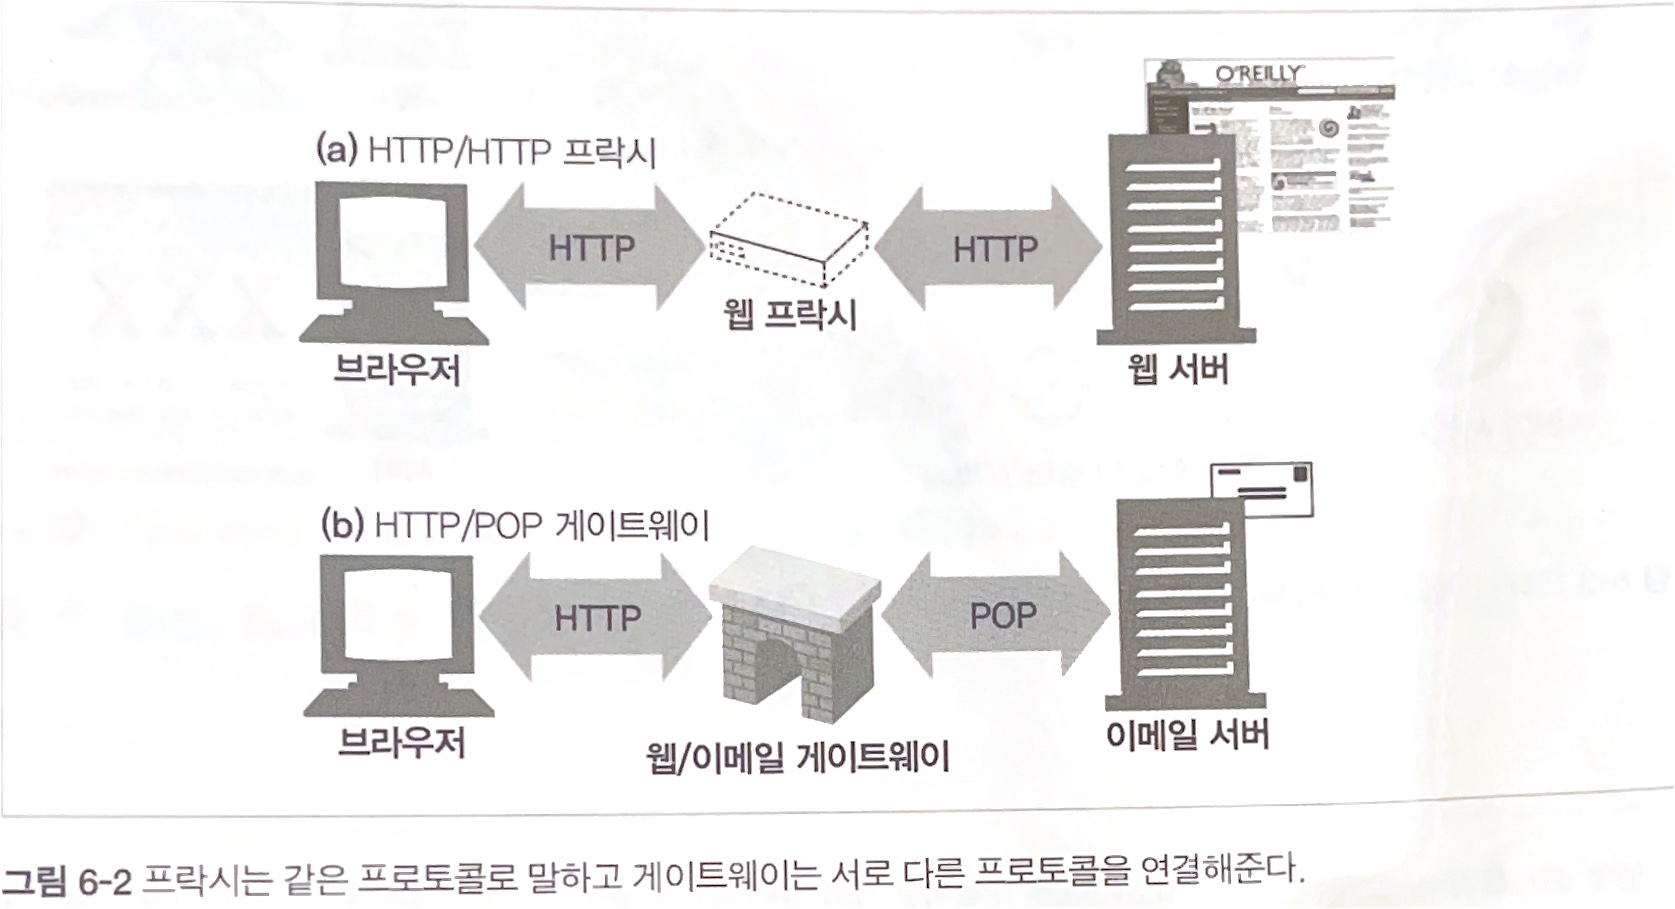 O'REILLY
(a) HTTP/HTTP 프락시
HTTP
HTTP
웹 프락시
브라우저
웹 서버
(b) HTTP/POP 게이트웨이
HTTP
POP
브라우저
웹/이메일 게이트웨이
이메일 서버
그림 6-2 프락시는 같은 프로토콜로 말하고 게이트웨이는 서로 다른 프로토콜을 연결해준다.